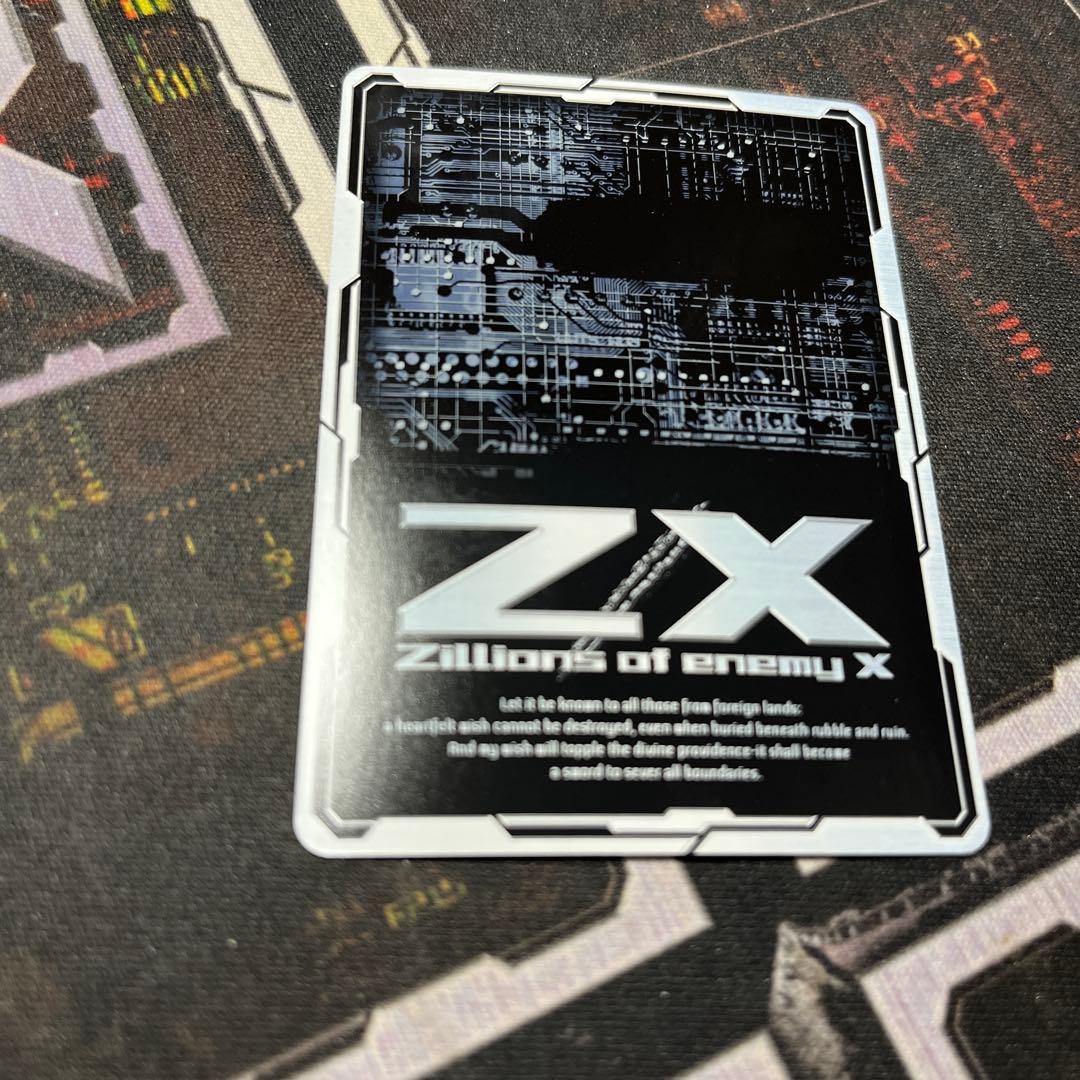 Z/X
Zillions of enemy X
Let it be known to all those from foreign lands:
a heartfelt wish cannot be destroyed, even when buried beneath rubble and ruin.
And my wish will topple the divine providence-it shall become
a sword to sever all boundaries.